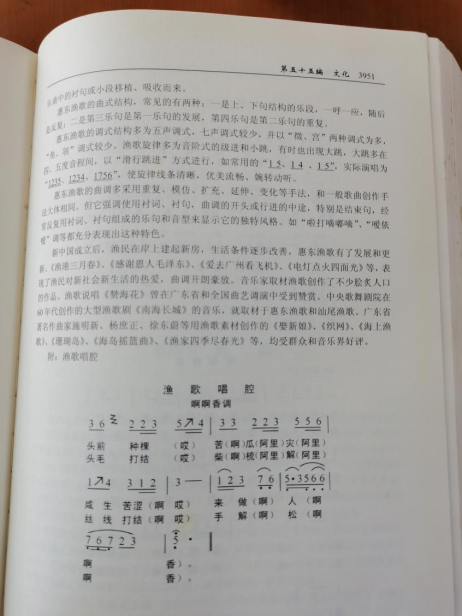 第五十五编 文化 3951
乐曲中的衬句或小段移植、吸收而来。
惠东渔歌的曲式结构，常见的有两种：一是上、下句结构的乐段，一呼一应，随后
反复；二是第三乐句是第一乐句的发展，第四乐句是第二乐句的重复。
惠东渔歌的调式结构多为五声调式，七声调式较少，并以“徵、宫”两种调式为多，
“角、调”调式较少。渔歌旋律多为音阶式的级进和小跳，有时也出现大跳，大跳多在
四、五度音程间，以“滑行跳进”方式进行，如常用的“1 5、1 4、1 5”，实际演唱为
“1235、1234、1756”，使旋律线条清晰，优美流畅、婉转动听。
惠东渔歌的曲调多采用重复、模仿、扩充、延伸、变化等手法，和一般歌曲创作手
法大体相同。但它强调使用衬词、衬句，曲调的开头或行进的中途，特别是结束句，经
常反复用衬词、衬句组成的乐句和音型来显示它的独特风格。如“啦打嘀嘟嘀”、“嗳依
嗳”调等都充分表现出这种特色。
新中国成立后，渔民在岸上建起新房，生活条件逐步改善，惠东渔歌有了发展和更
新。《渔港三月春》、《感谢恩人毛泽东》、《爱去广州看飞机》、《电灯点火四面光》等，表
现了渔民对新社会新生活的热爱，曲调开朗豪放。音乐家取材渔歌创作了不少脍炙人口
的作品。渔歌说唱《赞海花》曾在广东省和全国曲艺调演中受到赞赏。中央歌舞剧院在
60年代创作的大型渔歌剧《南海长城》的音乐，就取材于惠东渔歌和汕尾渔歌。广东省
著名作曲家施明新、杨庶正、徐东蔚等用渔歌素材创作的《娶新娘》、《织网》、《海上渔
歌》、《珊瑚岛》、《海岛摇篮曲》、《渔家四季尽春光》等，均受群众和音乐界好评。
附：渔歌唱腔
渔歌唱腔
啊啊香调
3 6 2 2 3 5 4 2 2 3 3 2 3 5 5 6
头前 种棵 （哎） 苦（啊）瓜（阿里）灾（阿里）
头毛 打结 （哎） 柴（啊）梳（阿里）解（阿里）
1 4 3 1 2 3 — 1 2 3 7 6 5·3 5 6 6
咸生 苦涩（啊 哎） 来做（啊） 人（啊
丝线 打结（啊 哎） 手解（啊） 松（啊
7 6 7 2 3 5 ·
啊 香）。
啊 香）。